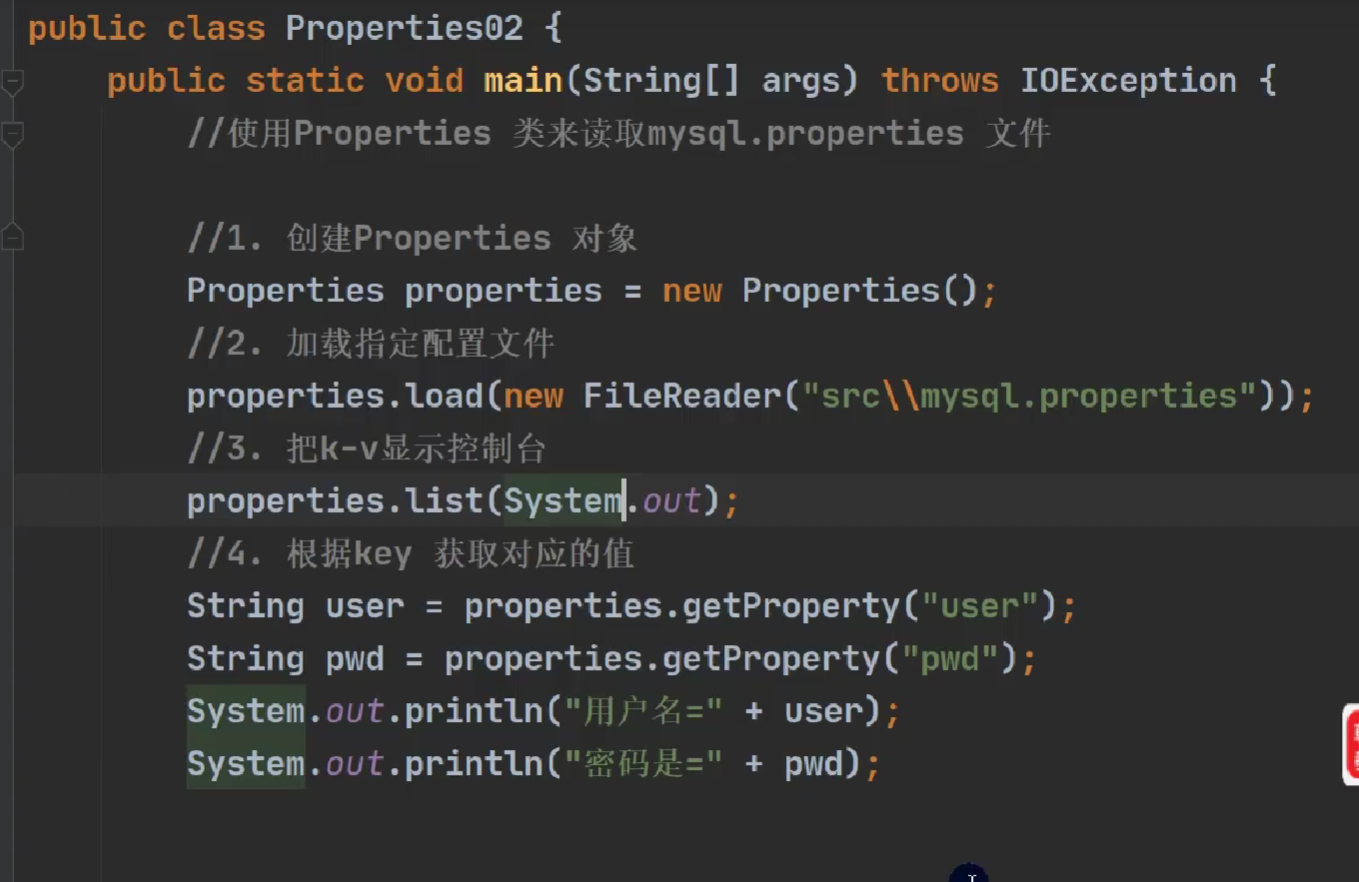 public class Properties02 {
public static void main(String[] args) throws IOException {
//使用Properties 类来读取mysql.properties 文件
//1. 创建Properties 对象
Properties properties = new Properties();
//2. 加载指定配置文件
properties.load(new FileReader("src\\mysql.properties"));
//3. 把k-v显示控制台
properties.list(System.out);
//4. 根据key 获取对应的值
String user = properties.getProperty("user");
String pwd = properties.getProperty("pwd");
System.out.println("用户名=" + user);
System.out.println("密码是=" + pwd);